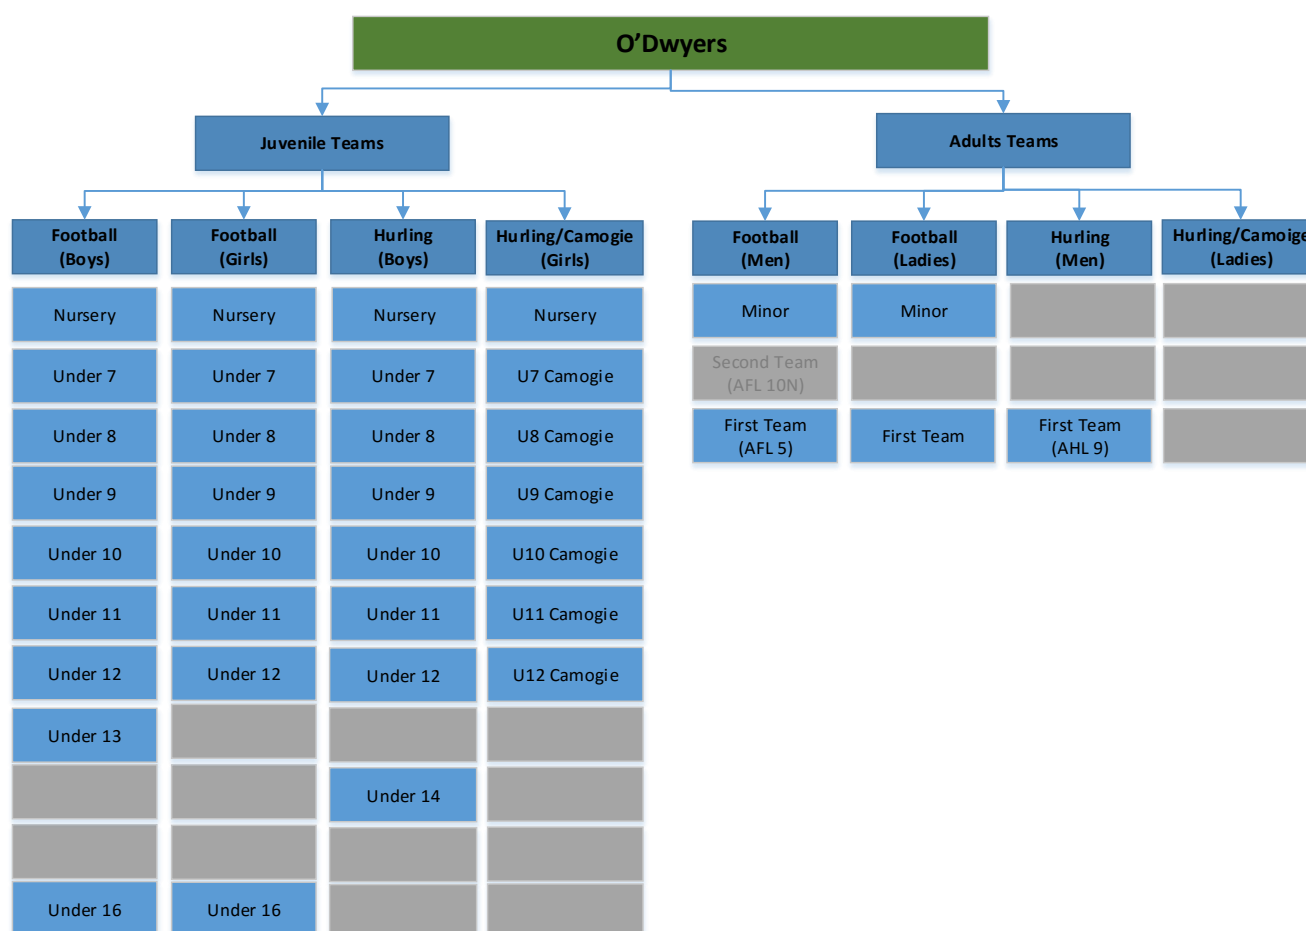 O'Dwyers
Juvenile Teams
Adults Teams
Football
(Boys)
Football
(Girls)
Hurling
(Boys)
Hurling/Camogie
(Girls)
Football
(Men)
Football
(Ladies)
Hurling
(Men)
Hurling/Camoige
(Ladies)
Nursery
Nursery
Nursery
Nursery
Minor
Minor
Under 7
Under 7
Under 7
U7 Camogie
Second Team
(AFL 10N)
Under 8
Under 8
Under 8
U8 Camogie
First Team
(AFL 5)
First Team
First Team
(AHL 9)
Under 9
Under 9
Under 9
U9 Camogie
Under 10
Under 10
Under 10
U10 Camogie
Under 11
Under 11
Under 11
U11 Camogie
Under 12
Under 12
Under 12
U12 Camogie
Under 13
Under 14
Under 16
Under 16